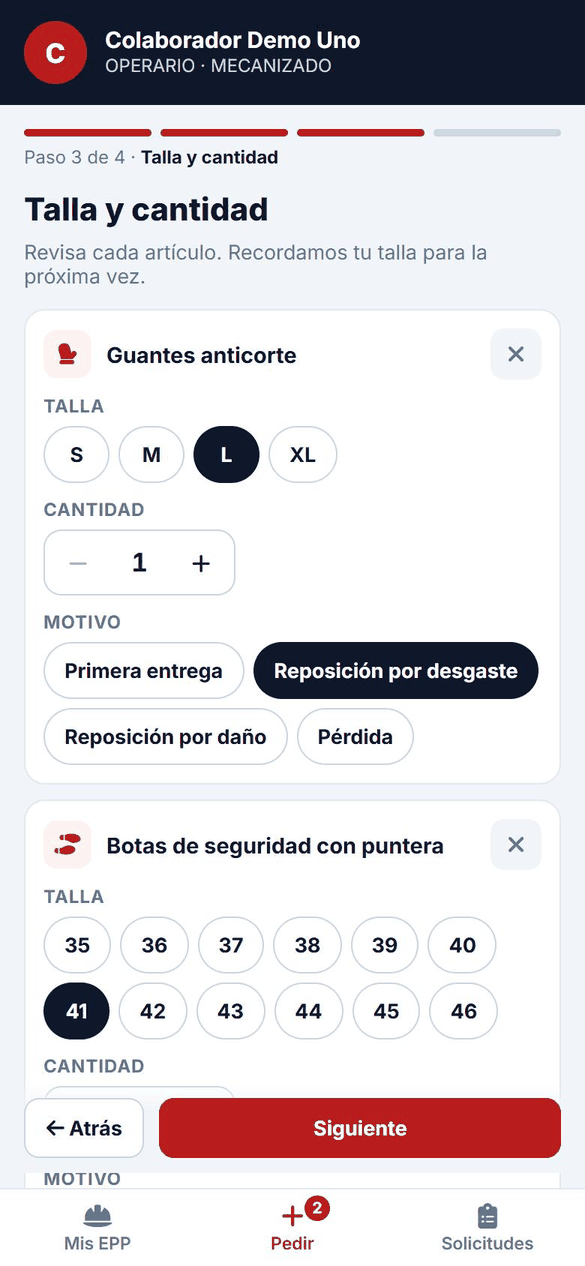 C
Colaborador Demo Uno
OPERARIO · MECANIZADO
Paso 3 de 4 · Talla y cantidad
Talla y cantidad
Revisa cada artículo. Recordamos tu talla para la
próxima vez.
Guantes anticorte
TALLA
S M L XL
CANTIDAD
− 1 +
MOTIVO
Primera entrega Reposición por desgaste
Reposición por daño Pérdida
Botas de seguridad con puntera
TALLA
35 36 37 38 39 40
41 42 43 44 45 46
CANTIDAD
← Atrás Siguiente
MOTIVO
2
Mis EPP Pedir Solicitudes